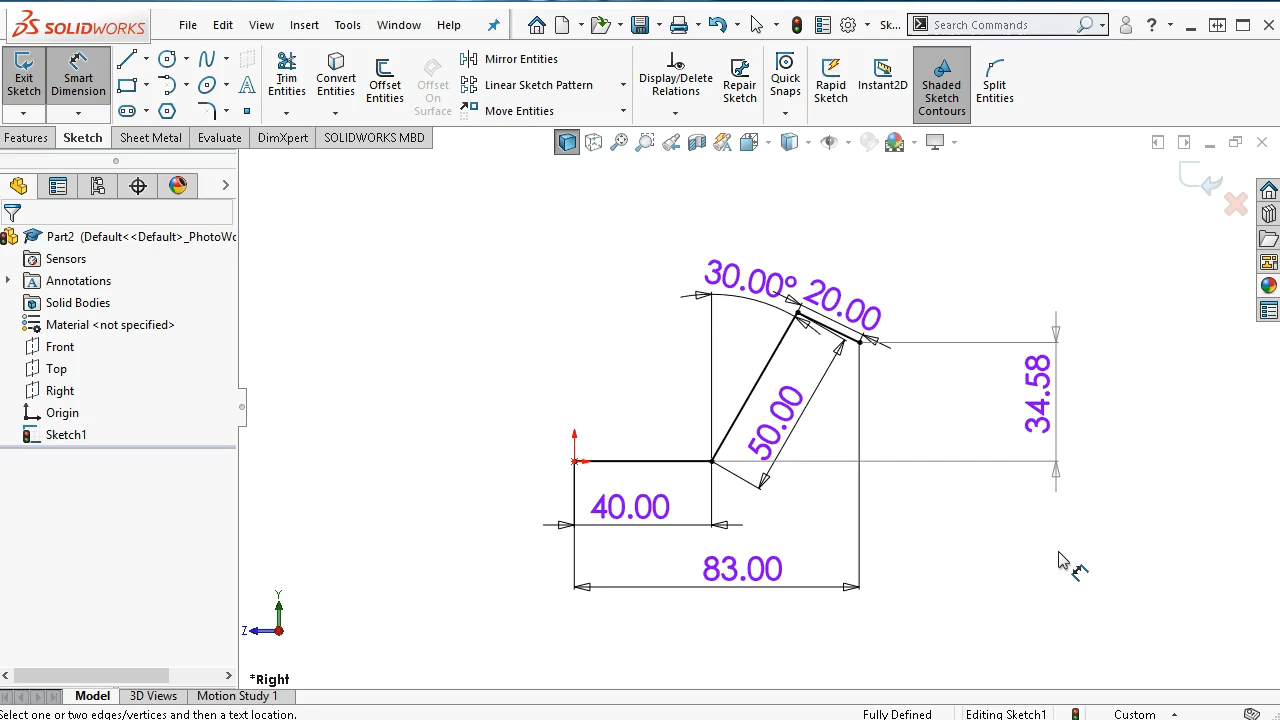 SOLIDWORKS File Edit View Insert Tools Window Help Sk... Search Commands ?
Exit Sketch
Smart Dimension
Trim Entities
Convert Entities
Offset Entities
Offset On Surface
Mirror Entities
Linear Sketch Pattern
Move Entities
Display/Delete Relations
Repair Sketch
Quick Snaps
Rapid Sketch
Instant2D
Shaded Sketch Contours
Split Entities
Features Sketch Sheet Metal Evaluate DimXpert SOLIDWORKS MBD
Part2 (Default<<Default>_PhotoWo
Sensors
Annotations
Solid Bodies
Material <not specified>
Front
Top
Right
Origin
Sketch1
30.00°
20.00
34.58
50.00
40.00
83.00
Y
Z
*Right
Model 3D Views Motion Study 1
Select one or two edges/vertices and then a text location. Fully Defined Editing Sketch1 Custom